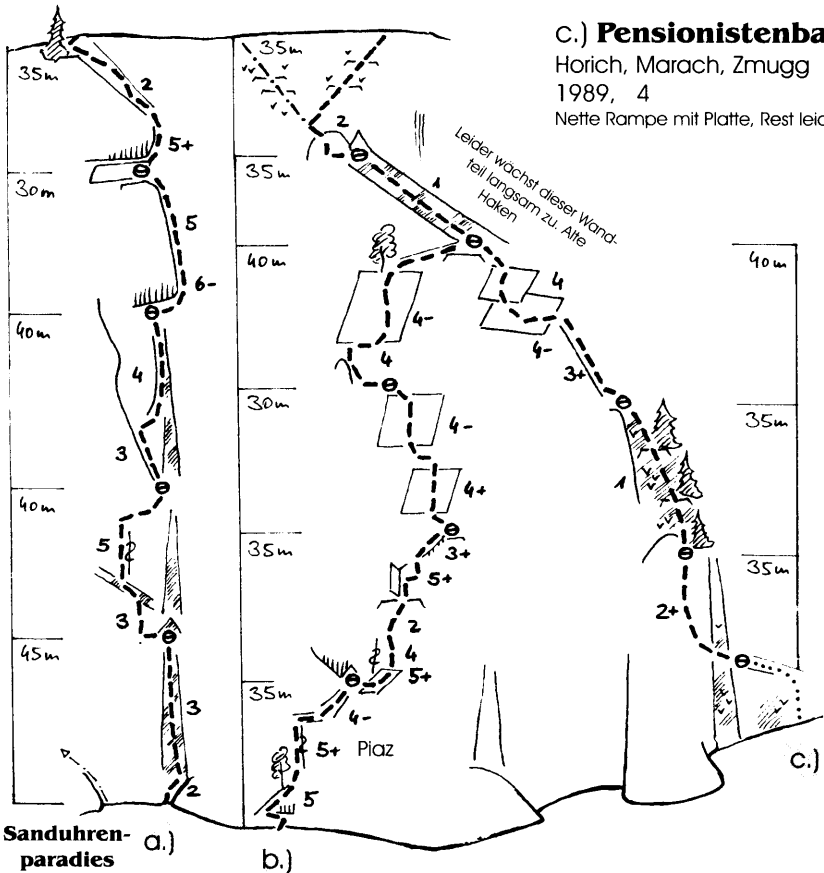 c.) Pensionistenba
Horich, Marach, Zmugg
1989, 4
Nette Rampe mit Platte, Rest leic
35m
2
5+
30m
5
6-
40m
4
3
40m
5
3
45m
3
2
Sanduhren-
paradies
a.)
35m
2
35m
1
Leider wächst dieser Wand-
teil langsam zu. Alte
Haken
40m
4-
4
30m
4-
4+
3+
35m
5+
2
4
5+
35m
4-
5+ Piaz
5
b.)
40m
4
4-
3+
35m
1
35m
2+
c.)